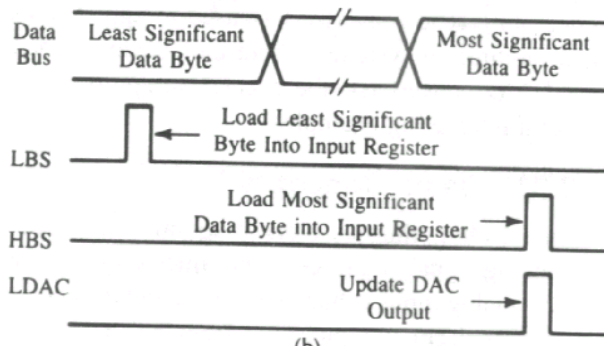 Data
Bus
Least Significant
Data Byte
Most Significant
Data Byte
Load Least Significant
Byte Into Input Register
LBS
Load Most Significant
Data Byte into Input Register
HBS
LDAC
Update DAC
Output
(b)